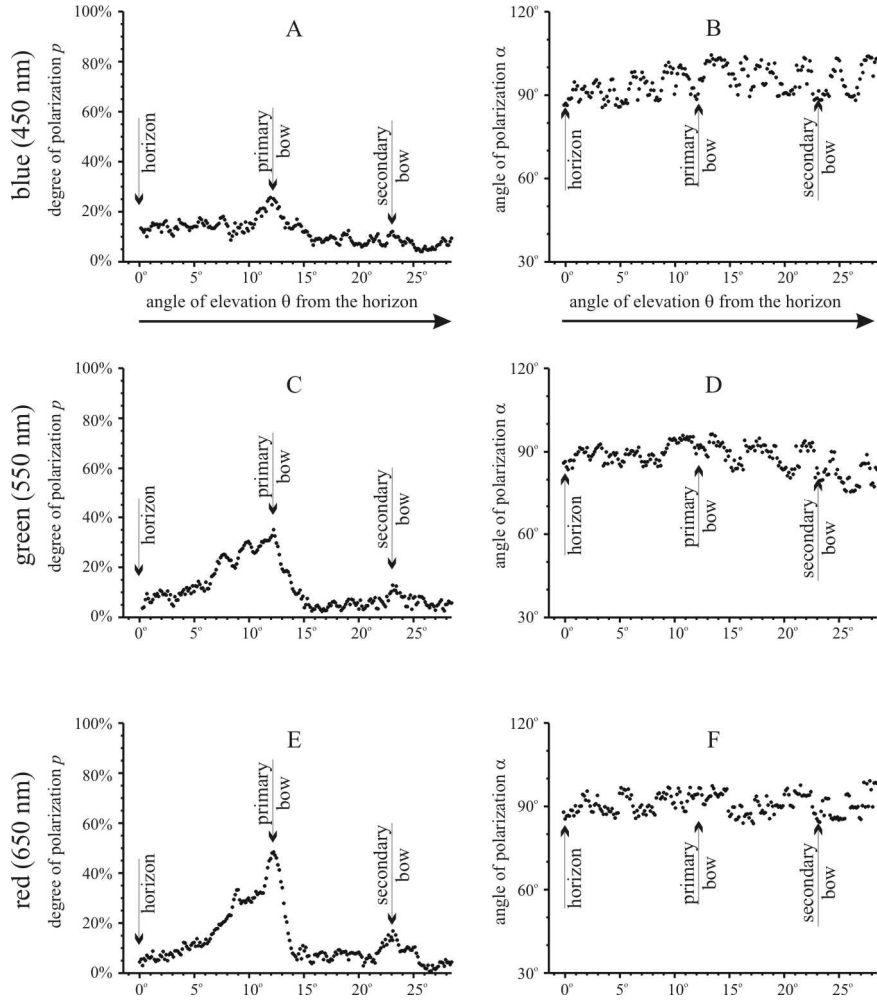 A
blue (450 nm)
degree of polarization p
100%
80%
60%
40%
20%
0%
horizon
primary
bow
secondary
bow
0° 5° 10° 15° 20° 25°
angle of elevation θ from the horizon
B
angle of polarization α
120°
90°
60°
30°
horizon
primary
bow
secondary
bow
0° 5° 10° 15° 20° 25°
angle of elevation θ from the horizon
C
green (550 nm)
degree of polarization p
100%
80%
60%
40%
20%
0%
horizon
primary
bow
secondary
bow
0° 5° 10° 15° 20° 25°
D
angle of polarization α
120°
90°
60°
30°
horizon
primary
bow
secondary
bow
0° 5° 10° 15° 20° 25°
E
red (650 nm)
degree of polarization p
100%
80%
60%
40%
20%
0%
horizon
primary
bow
secondary
bow
0° 5° 10° 15° 20° 25°
F
angle of polarization α
120°
90°
60°
30°
horizon
primary
bow
secondary
bow
0° 5° 10° 15° 20° 25°